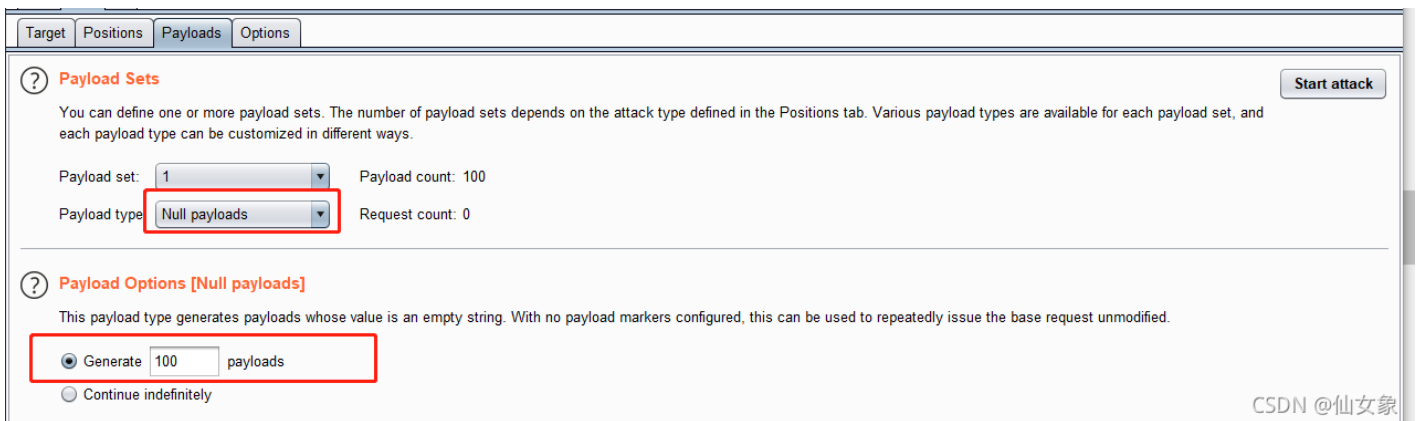 Target Positions Payloads Options
? Payload Sets
Start attack
You can define one or more payload sets. The number of payload sets depends on the attack type defined in the Positions tab. Various payload types are available for each payload set, and
each payload type can be customized in different ways.
Payload set: 1 Payload count: 100
Payload type Null payloads Request count: 0
? Payload Options [Null payloads]
This payload type generates payloads whose value is an empty string. With no payload markers configured, this can be used to repeatedly issue the base request unmodified.
Generate 100 payloads
Continue indefinitely
CSDN @仙女象